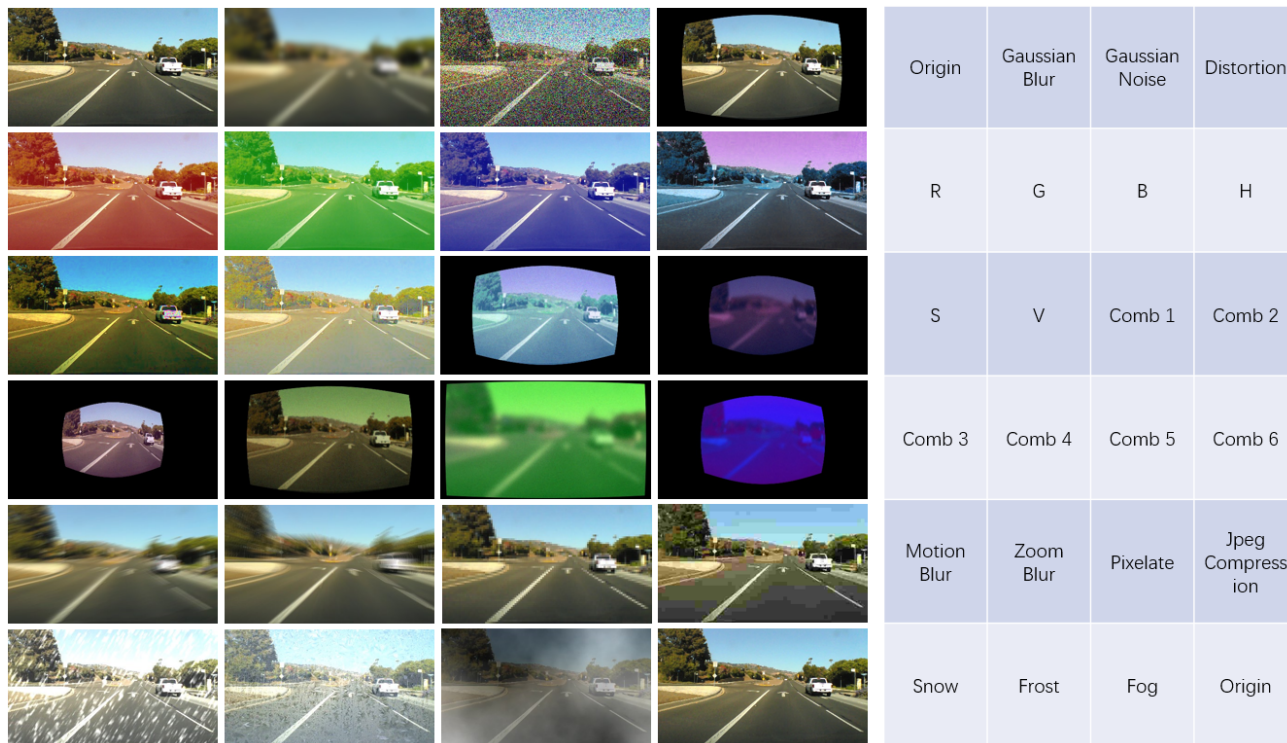 Origin
Gaussian
Blur
Gaussian
Noise
Distortion
R
G
B
H
S
V
Comb 1
Comb 2
Comb 3
Comb 4
Comb 5
Comb 6
Motion
Blur
Zoom
Blur
Pixelate
Jpeg
Compress
ion
Snow
Frost
Fog
Origin